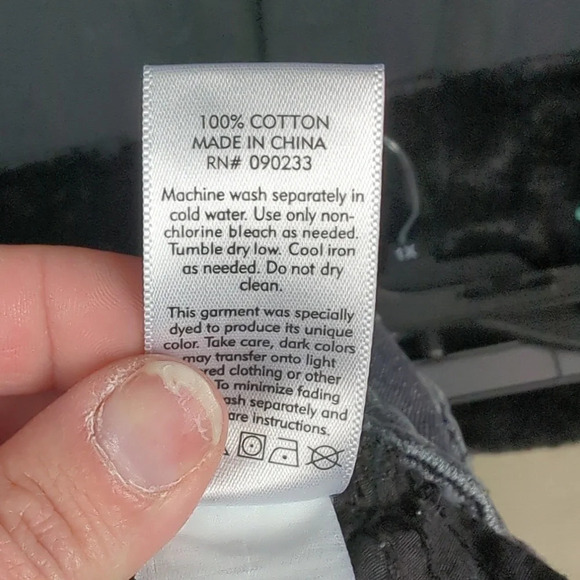 100% COTTON
MADE IN CHINA
RN# 090233
Machine wash separately in
cold water. Use only non-
chlorine bleach as needed.
Tumble dry low. Cool iron
as needed. Do not dry
clean.
This garment was specially
dyed to produce its unique
color. Take care, dark colors
may transfer onto light
clothing or other
To minimize fading
separately and
instructions.
1X